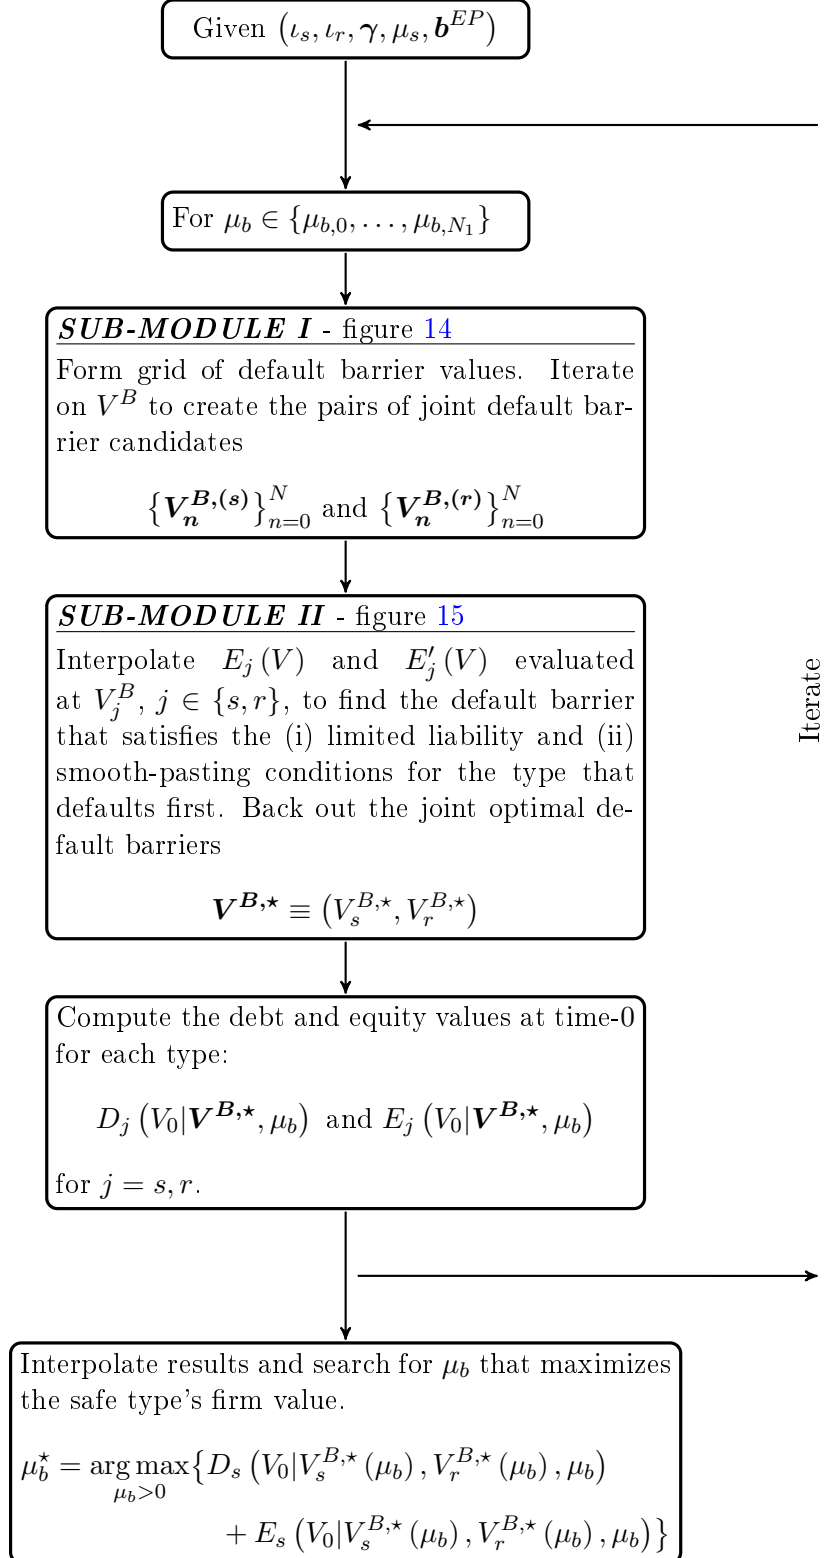 Given (ι_s, ι_r, γ, μ_s, b^{EP})
For μ_b ∈ {μ_{b,0}, . . . , μ_{b,N_1}}
SUB-MODULE I - figure 14
Form grid of default barrier values. Iterate
on V^B to create the pairs of joint default bar-
rier candidates
{V_n^{B,(s)}}_{n=0}^N and {V_n^{B,(r)}}_{n=0}^N
SUB-MODULE II - figure 15
Interpolate E_j (V) and E'_j (V) evaluated
at V_j^B, j ∈ {s, r}, to find the default barrier
that satisfies the (i) limited liability and (ii)
smooth-pasting conditions for the type that
defaults first. Back out the joint optimal de-
fault barriers
V^{B,⋆} ≡ (V_s^{B,⋆}, V_r^{B,⋆})
Iterate
Compute the debt and equity values at time-0
for each type:
D_j (V_0|V^{B,⋆}, μ_b) and E_j (V_0|V^{B,⋆}, μ_b)
for j = s, r.
Interpolate results and search for μ_b that maximizes
the safe type's firm value.
μ_b^⋆ = arg max_{μ_b>0} {D_s (V_0|V_s^{B,⋆} (μ_b) , V_r^{B,⋆} (μ_b) , μ_b)
+ E_s (V_0|V_s^{B,⋆} (μ_b) , V_r^{B,⋆} (μ_b) , μ_b)}